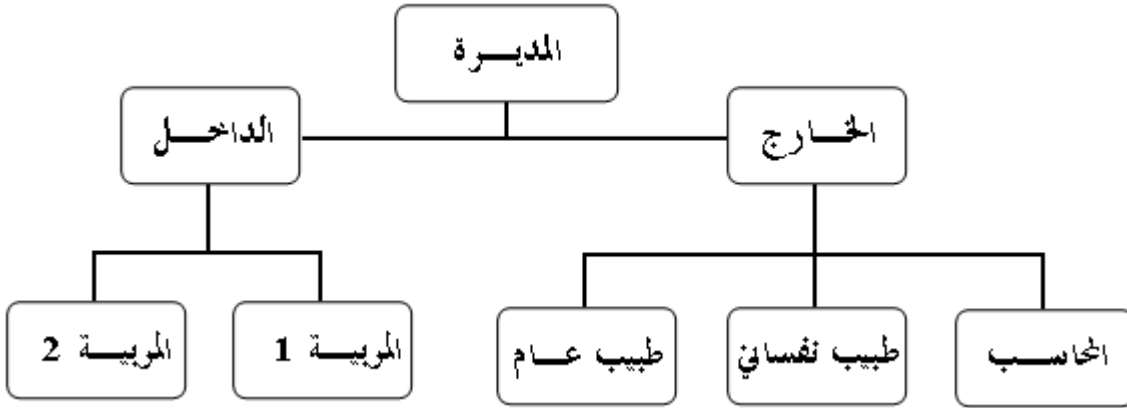 المديرة
الخارج
الداخل
المحاسب
طبيب نفساني
طبيب عام
المربية 1
المربية 2